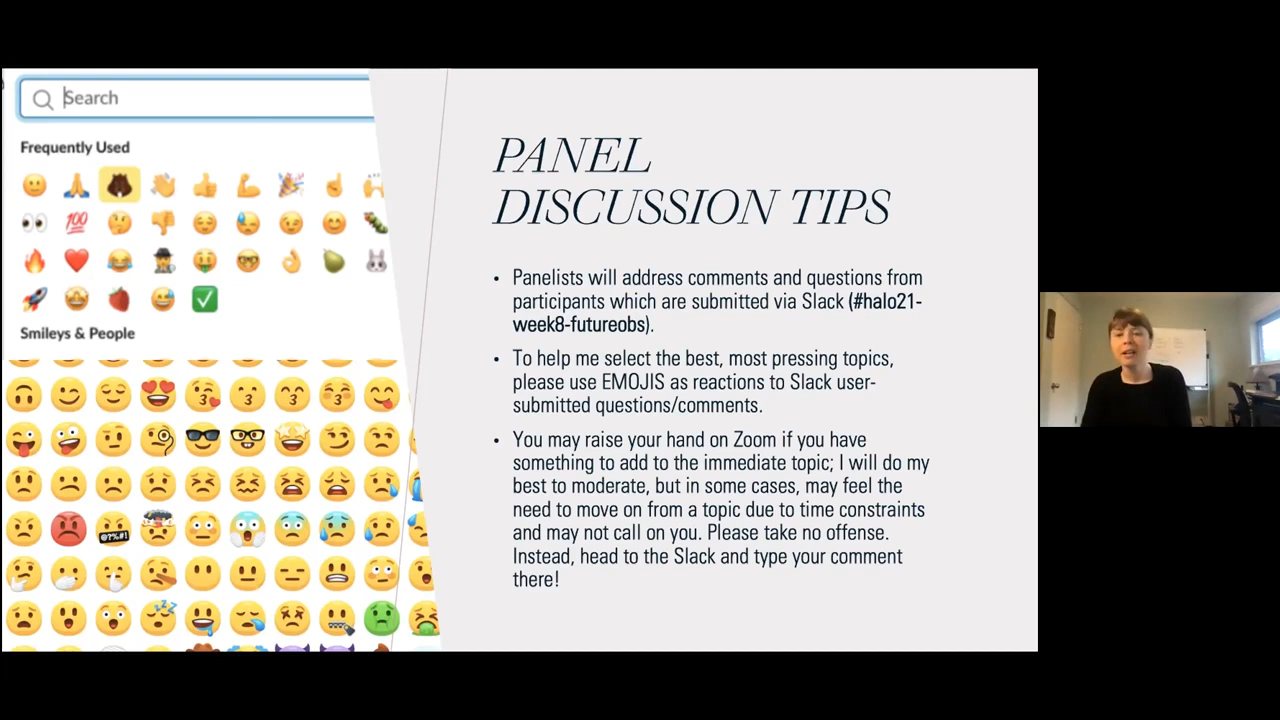 Search
Frequently Used
Smileys & People
PANEL
DISCUSSION TIPS
• Panelists will address comments and questions from
participants which are submitted via Slack (#halo21-
week8-futureobs).
• To help me select the best, most pressing topics,
please use EMOJIS as reactions to Slack user-
submitted questions/comments.
• You may raise your hand on Zoom if you have
something to add to the immediate topic; I will do my
best to moderate, but in some cases, may feel the
need to move on from a topic due to time constraints
and may not call on you. Please take no offense.
Instead, head to the Slack and type your comment
there!